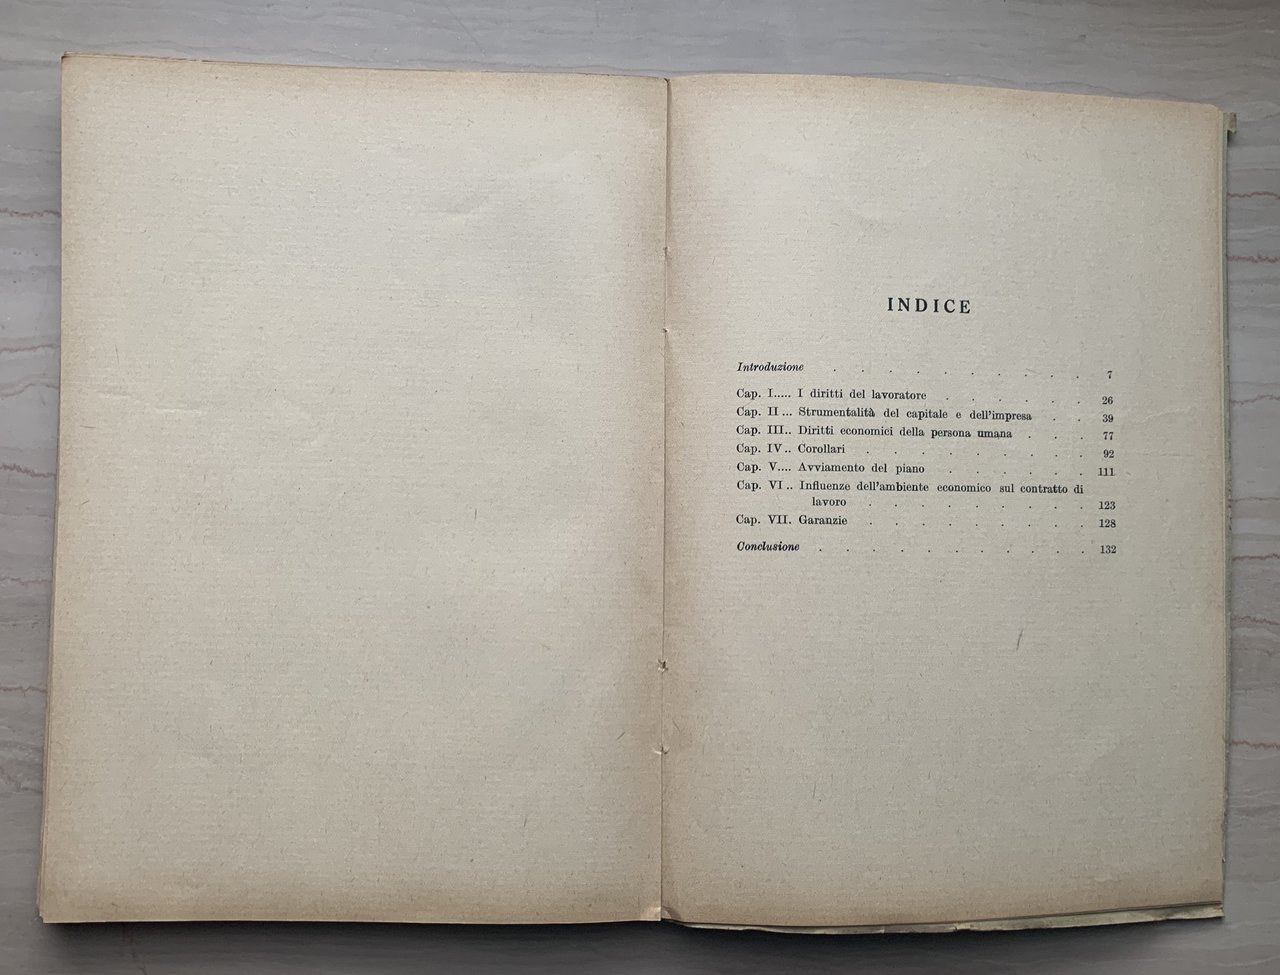 INDICE
Introduzione . . . . . . . . . . 7
Cap. I..... I diritti del lavoratore . . . . . . 26
Cap. II ... Strumentalità del capitale e dell'impresa . . 39
Cap. III.. Diritti economici della persona umana . . . 77
Cap. IV .. Corollari . . . . . . . . . 92
Cap. V.... Avviamento del piano . . . . . . 111
Cap. VI .. Influenze dell'ambiente economico sul contratto di
lavoro . . . . . . . . . 123
Cap. VII. Garanzie . . . . . . . . . 128
Conclusione . . . . . . . . . . . 132